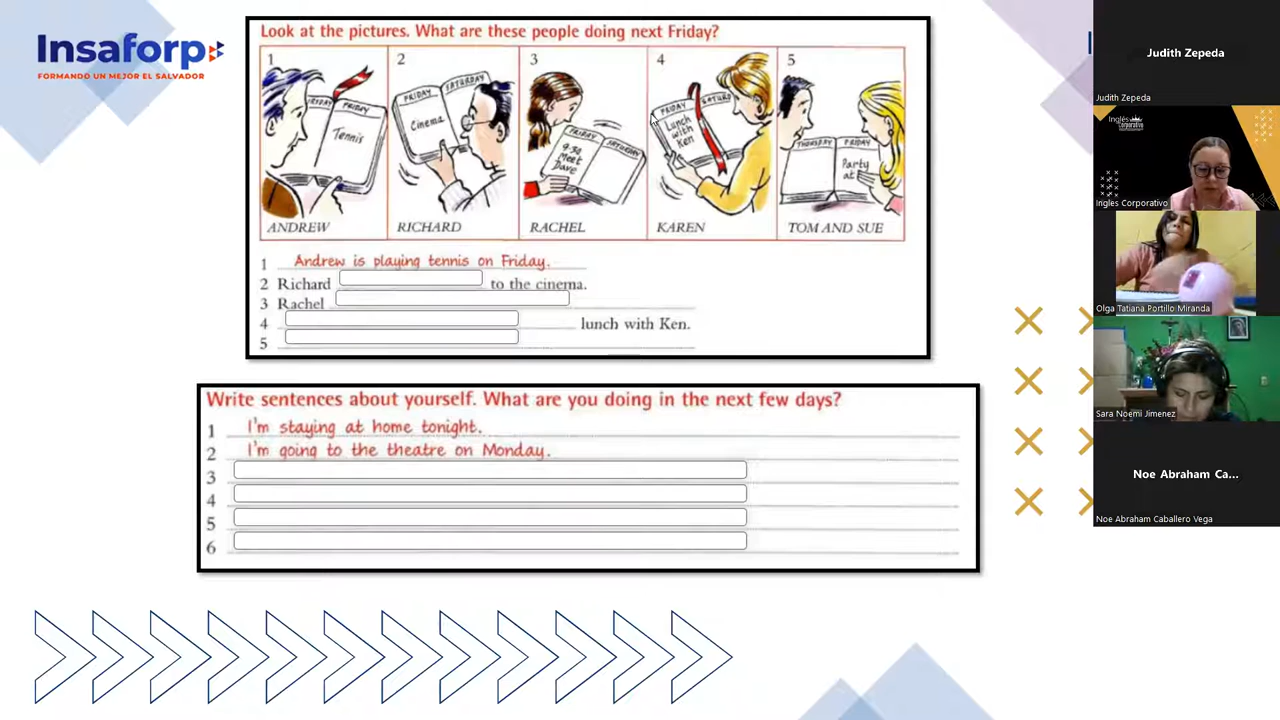 Insaforp
FORMANDO UN MEJOR EL SALVADOR
Look at the pictures. What are these people doing next Friday?
1
2
3
4
5
FRIDAY
Tennis
FRIDAY
SATURDAY
Cinema
FRIDAY
SATURDAY
9.30
Meet
Dave
FRIDAY
Lunch
with
Ken
THURSDAY
FRIDAY
Party
at
ANDREW
RICHARD
RACHEL
KAREN
TOM AND SUE
1 Andrew is playing tennis on Friday.
2 Richard to the cinema.
3 Rachel
4 lunch with Ken.
5
Write sentences about yourself. What are you doing in the next few days?
1 I'm staying at home tonight.
2 I'm going to the theatre on Monday.
3
4
5
6
Judith Zepeda
Judith Zepeda
Inglés
Corporativo
Ingles Corporativo
Olga Tatiana Portillo Miranda
Sara Noemi Jimenez
Noe Abraham Ca...
Noe Abraham Caballero Vega